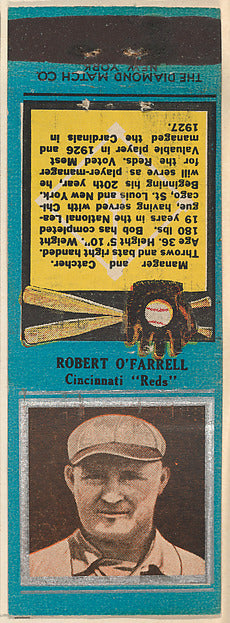 THE DIAMOND MATCH CO.
NEW YORK
Manager and Catcher.
Throws and bats right handed.
Age 36. Height 5' 10". Weight
180 lbs. Bob has completed
19 years in the National Lea-
gue, having served with Chi-
cago, St. Louis and New York.
Beginning his 20th year, he
will serve as player-manager
for the Reds. Voted Most
Valuable player in 1926 and
managed the Cardinals in
1927.
ROBERT O'FARRELL
Cincinnati "Reds"